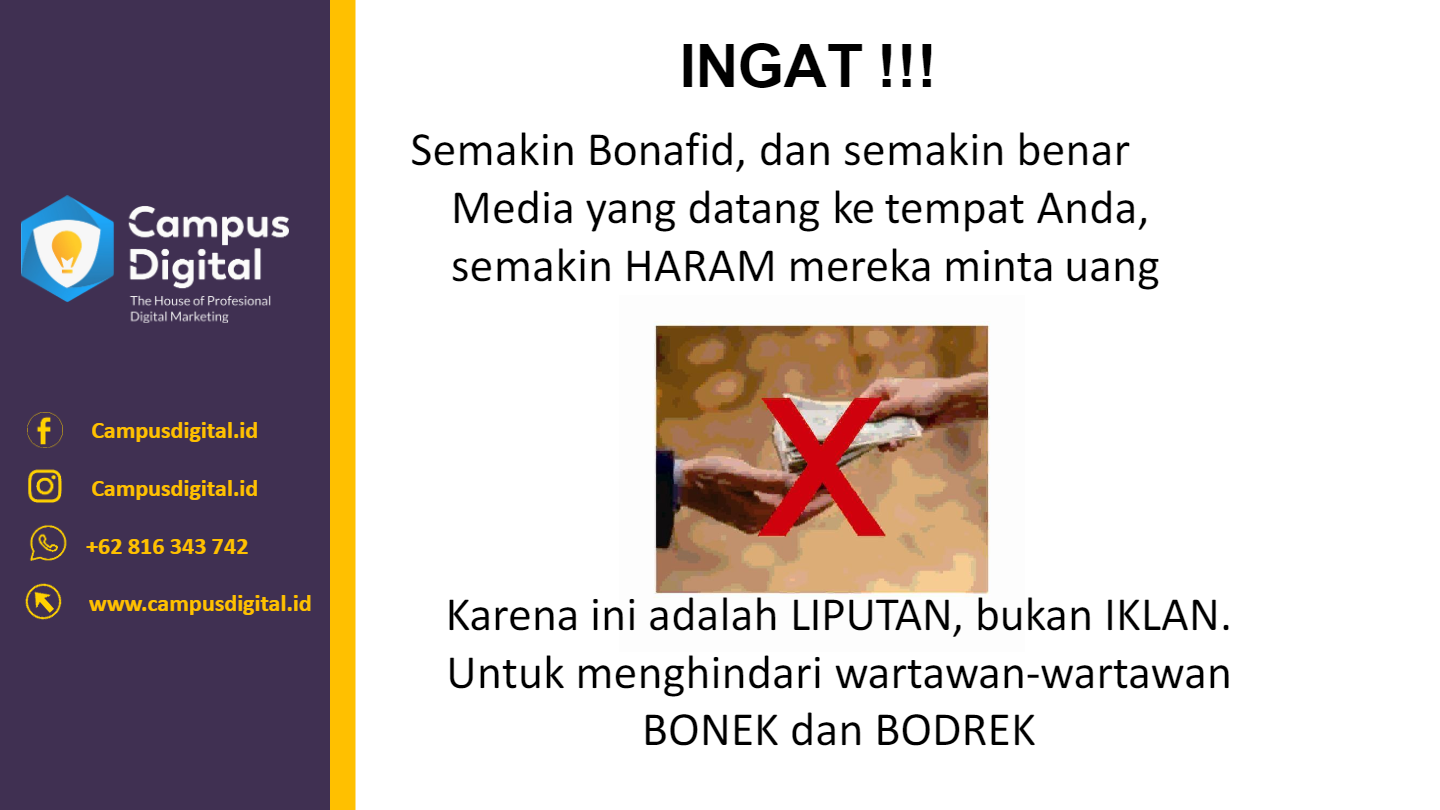 Campus
Digital
The House of Profesional
Digital Marketing
Campusdigital.id
Campusdigital.id
+62 816 343 742
www.campusdigital.id
INGAT !!!
Semakin Bonafid, dan semakin benar
Media yang datang ke tempat Anda,
semakin HARAM mereka minta uang
X
Karena ini adalah LIPUTAN, bukan IKLAN.
Untuk menghindari wartawan-wartawan
BONEK dan BODREK